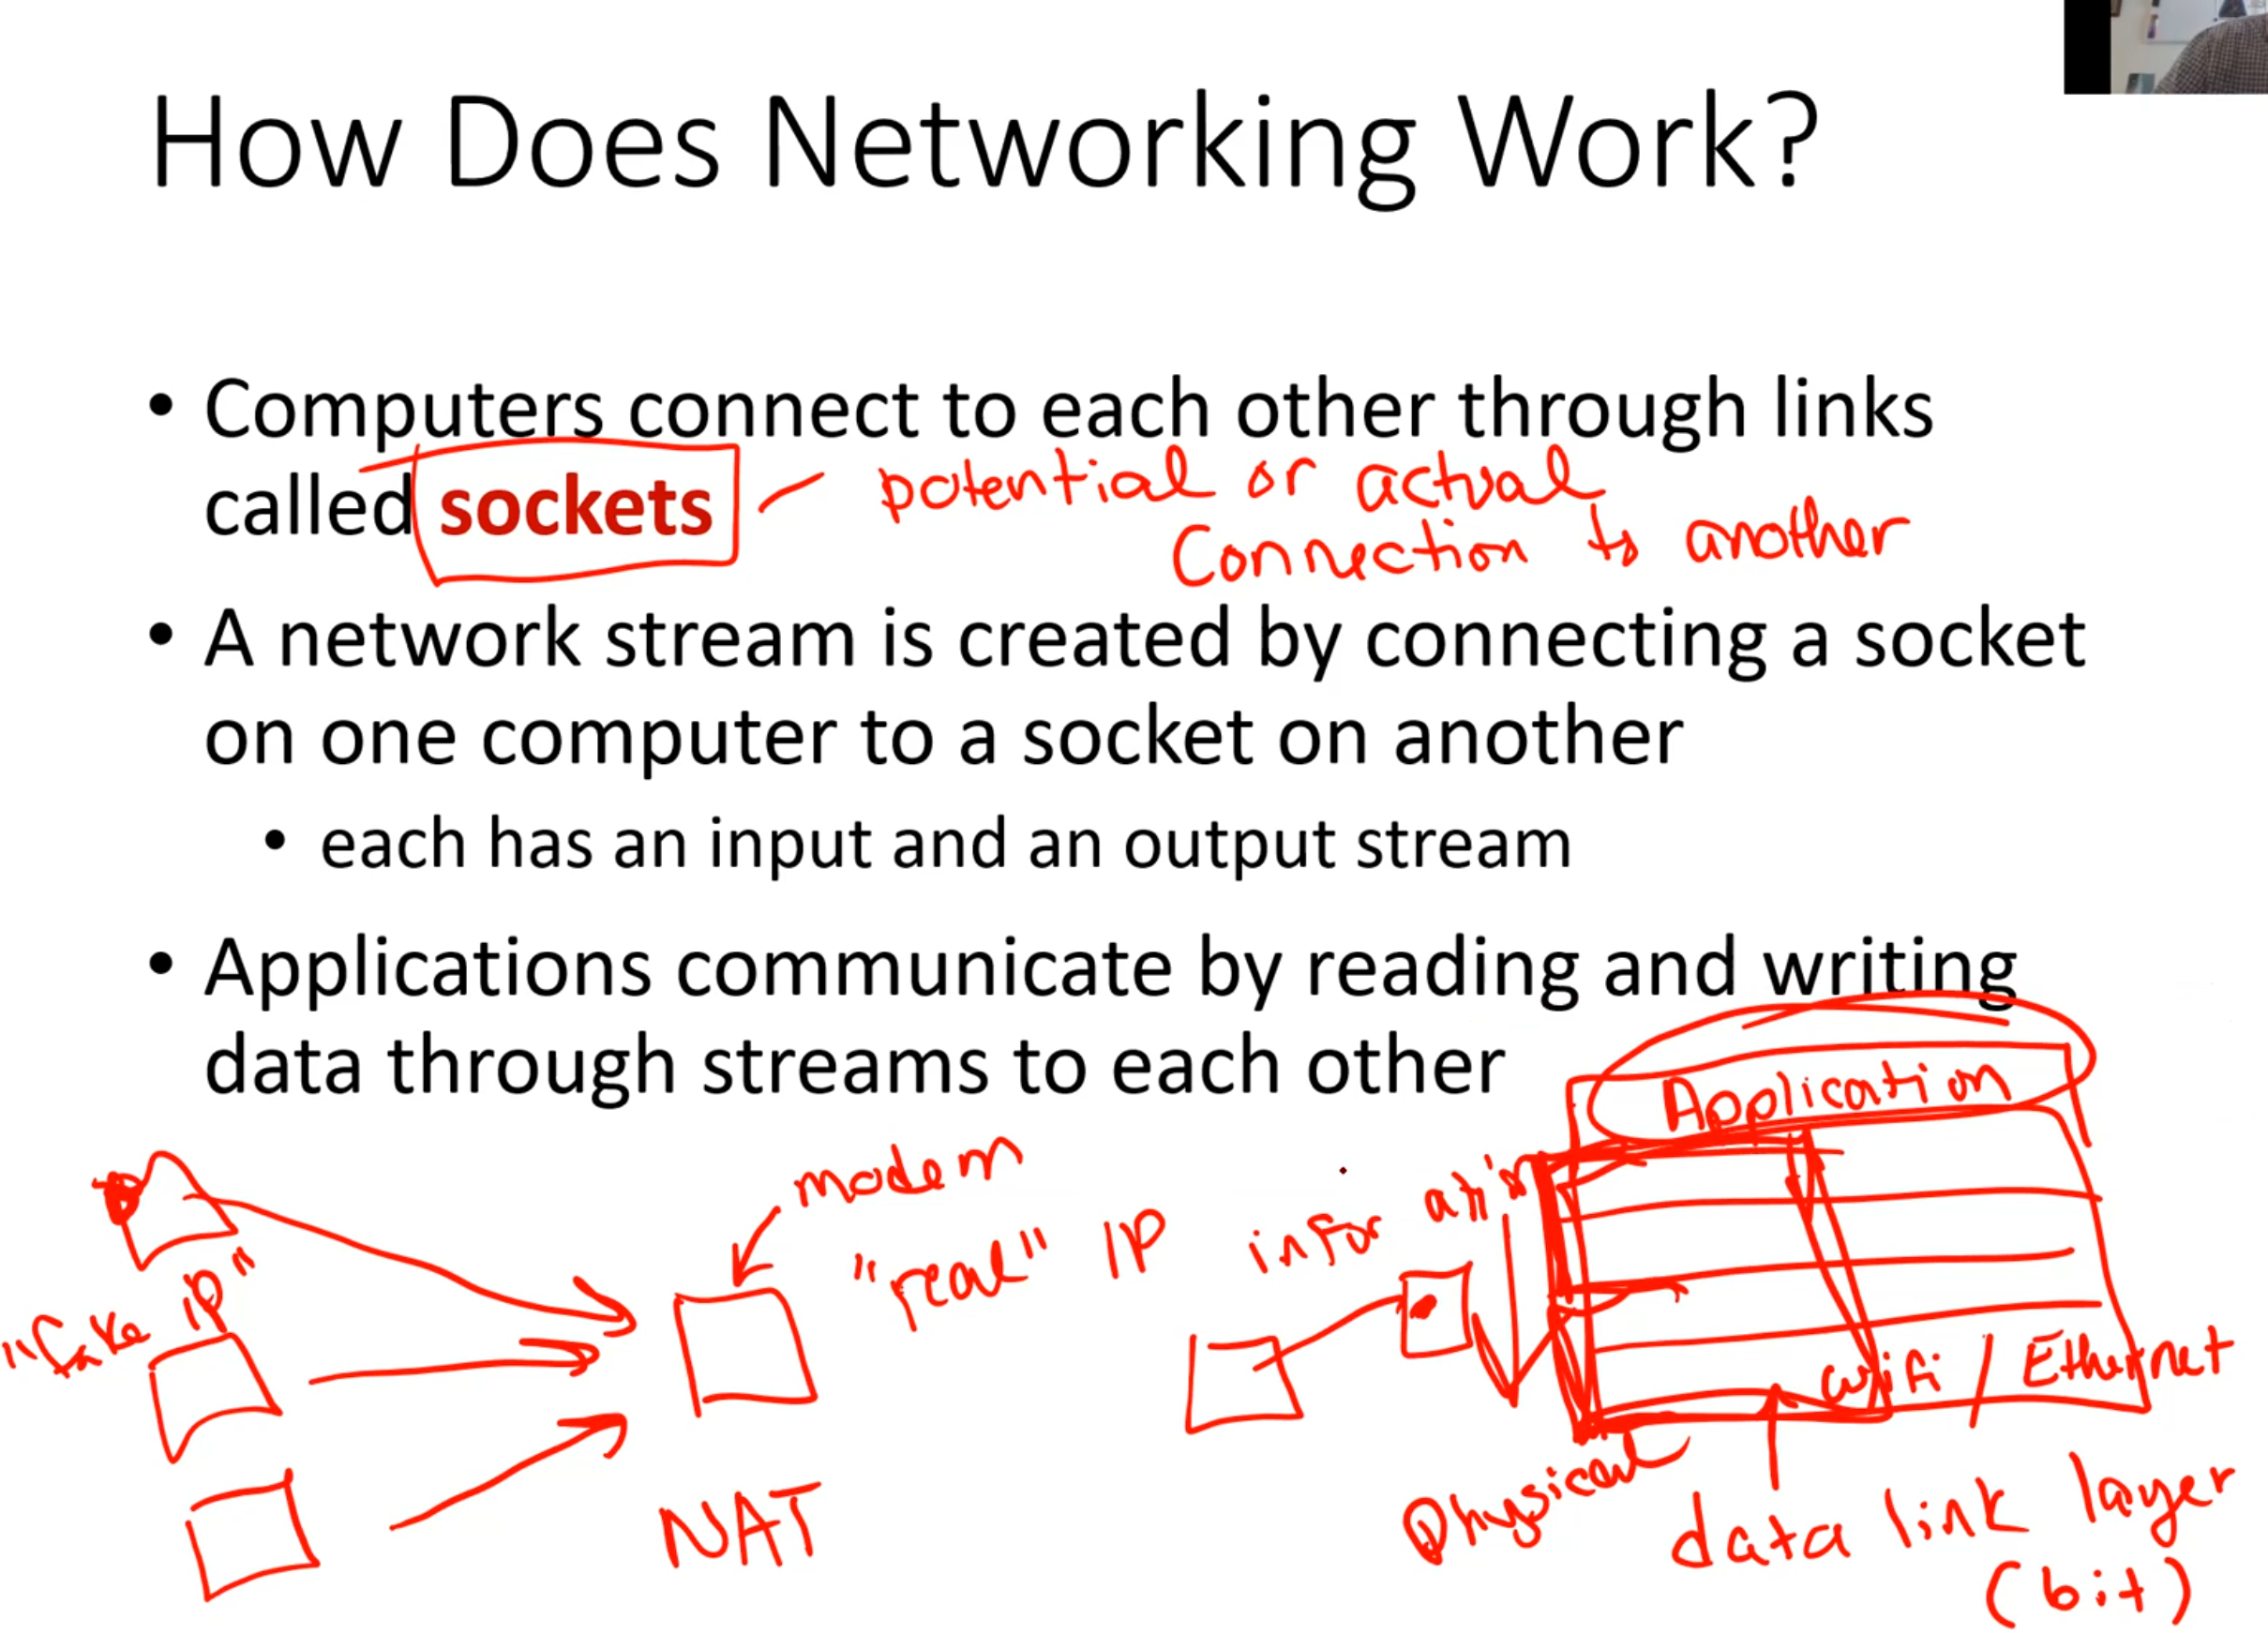 How Does Networking Work?
• Computers connect to each other through links
called sockets
potential or actual
Connection to another
• A network stream is created by connecting a socket
on one computer to a socket on another
• each has an input and an output stream
• Applications communicate by reading and writing
data through streams to each other
Application
modem
"real" IP
"fake IP"
Wifi / Ethernet
NAT
Physical
data link layer
(bit)